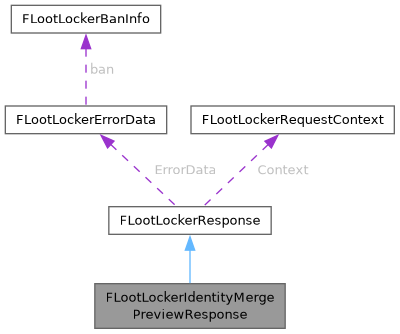 FLootLockerBanInfo
ban
FLootLockerErrorData
FLootLockerRequestContext
ErrorData
Context
FLootLockerResponse
FLootLockerIdentityMerge
PreviewResponse